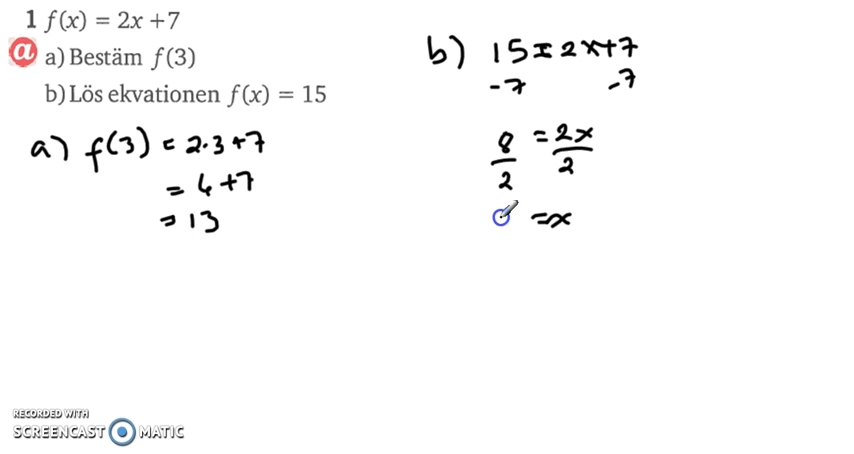 1 f(x) = 2x + 7
a a) Bestäm f(3)
b) Lös ekvationen f(x) = 15
a) f(3) = 2·3+7
= 6+7
= 13
b) 15 = 2x+7
-7 -7
8/2 = 2x/2
=x
RECORDED WITH
SCREENCAST MATIC